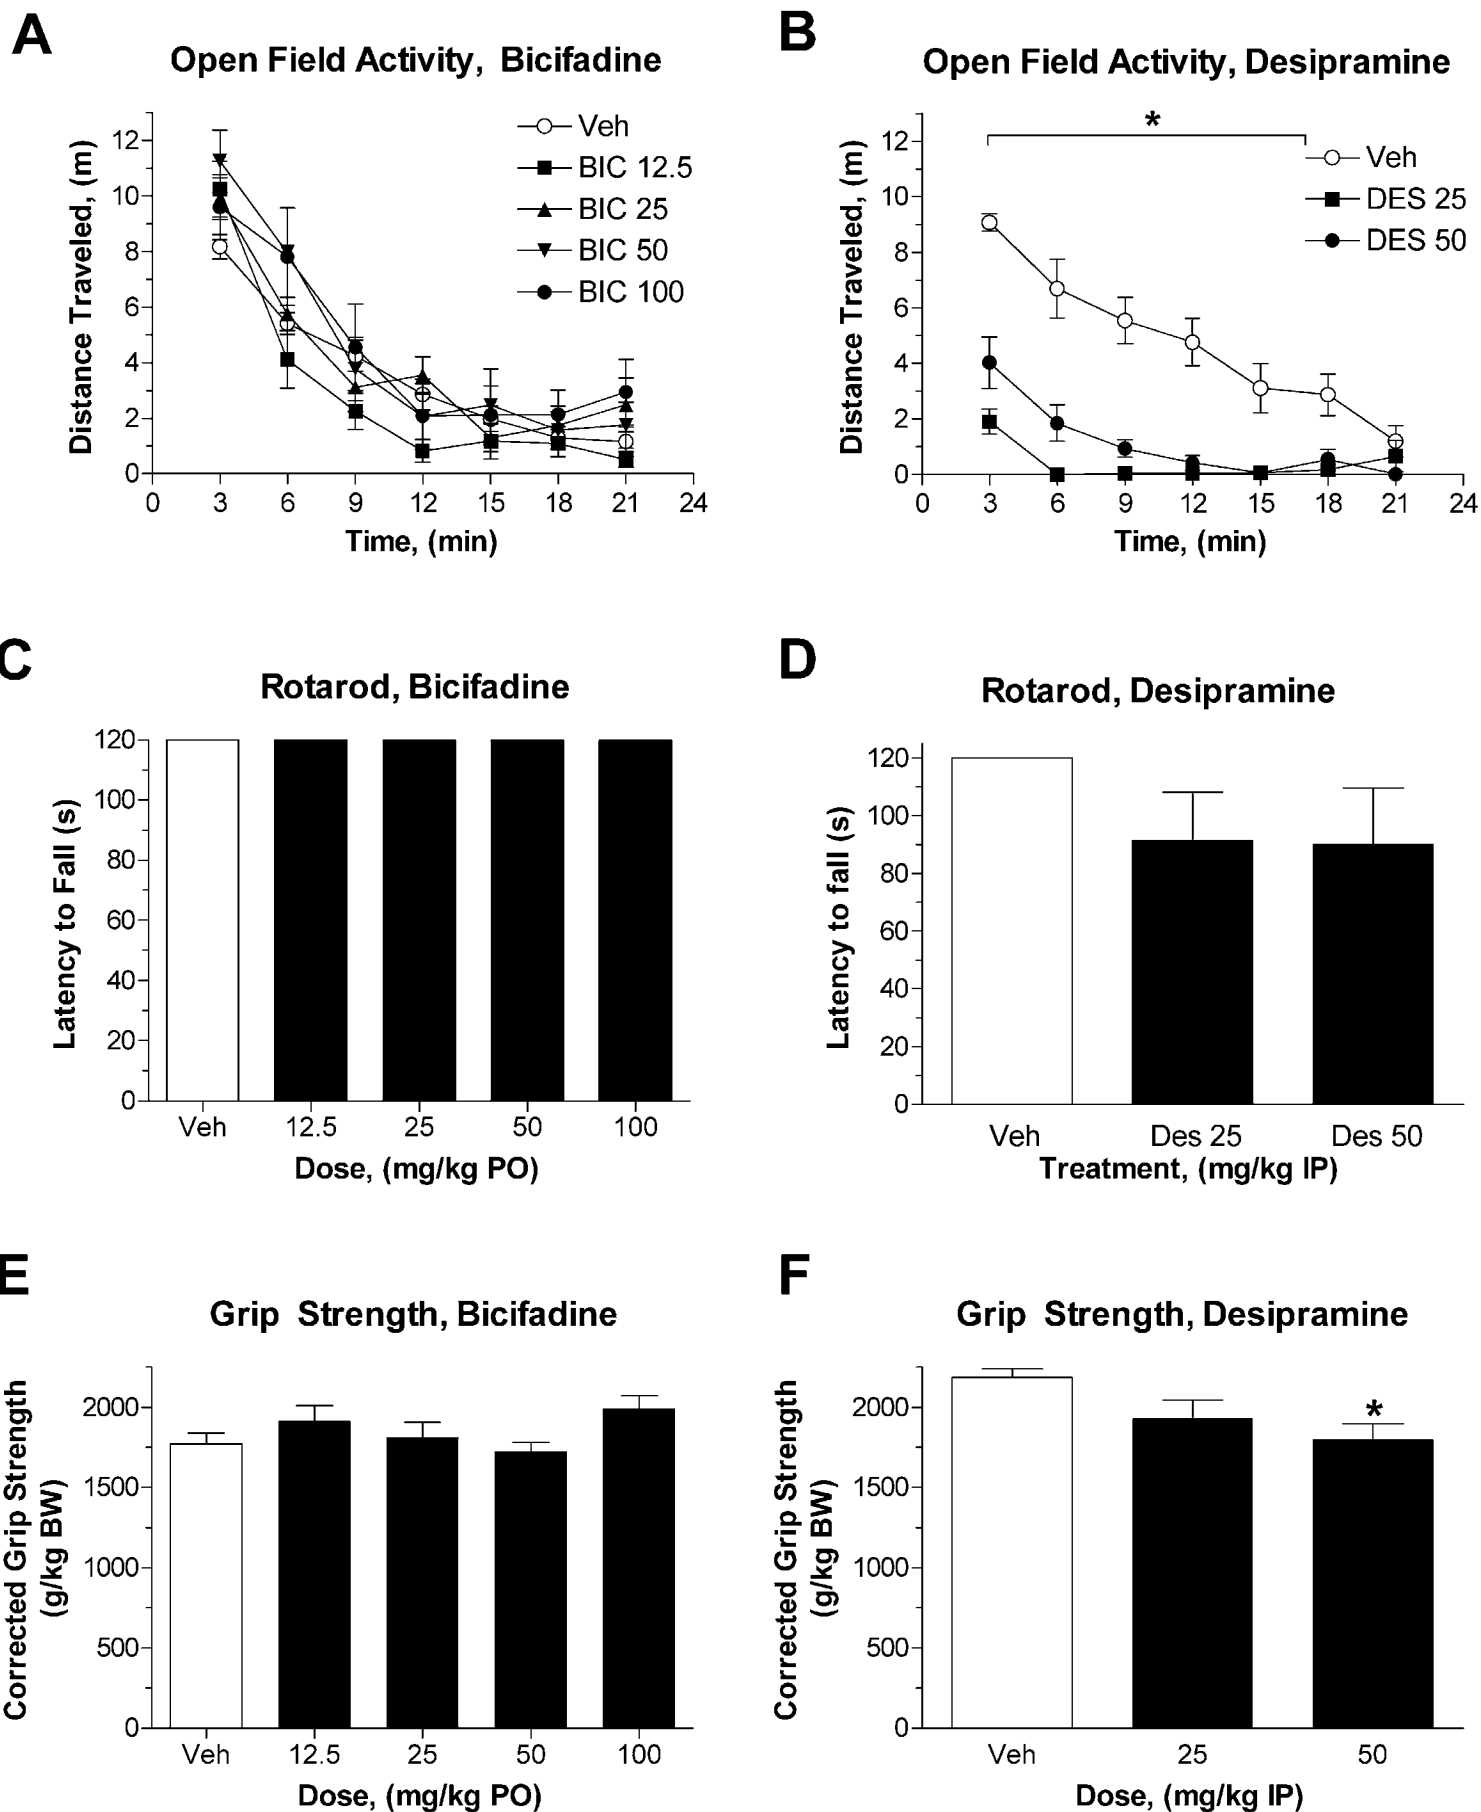 A
Open Field Activity, Bicifadine
Distance Traveled, (m)
12
10
8
6
4
2
0
0 3 6 9 12 15 18 21 24
Time, (min)
Veh
BIC 12.5
BIC 25
BIC 50
BIC 100
B
Open Field Activity, Desipramine
Distance Traveled, (m)
12
10
8
6
4
2
0
0 3 6 9 12 15 18 21 24
Time, (min)
*
Veh
DES 25
DES 50
C
Rotarod, Bicifadine
Latency to Fall (s)
120
100
80
60
40
20
0
Veh 12.5 25 50 100
Dose, (mg/kg PO)
D
Rotarod, Desipramine
Latency to fall (s)
120
100
80
60
40
20
0
Veh Des 25 Des 50
Treatment, (mg/kg IP)
E
Grip Strength, Bicifadine
Corrected Grip Strength
(g/kg BW)
2000
1500
1000
500
0
Veh 12.5 25 50 100
Dose, (mg/kg PO)
F
Grip Strength, Desipramine
Corrected Grip Strength
(g/kg BW)
2000
1500
1000
500
0
*
Veh 25 50
Dose, (mg/kg IP)